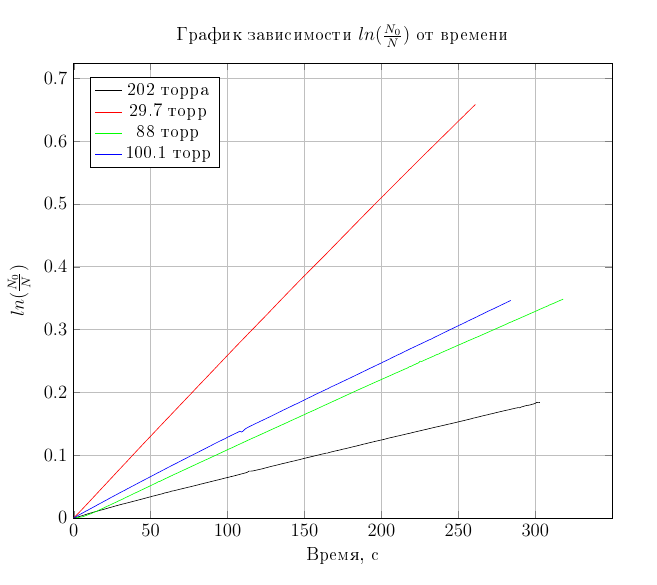 График зависимости ln(N₀/N) от времени
202 торра
29.7 торр
88 торр
100.1 торр
0.7
0.6
0.5
0.4
0.3
0.2
0.1
0
ln(N₀/N)
0 50 100 150 200 250 300
Время, с